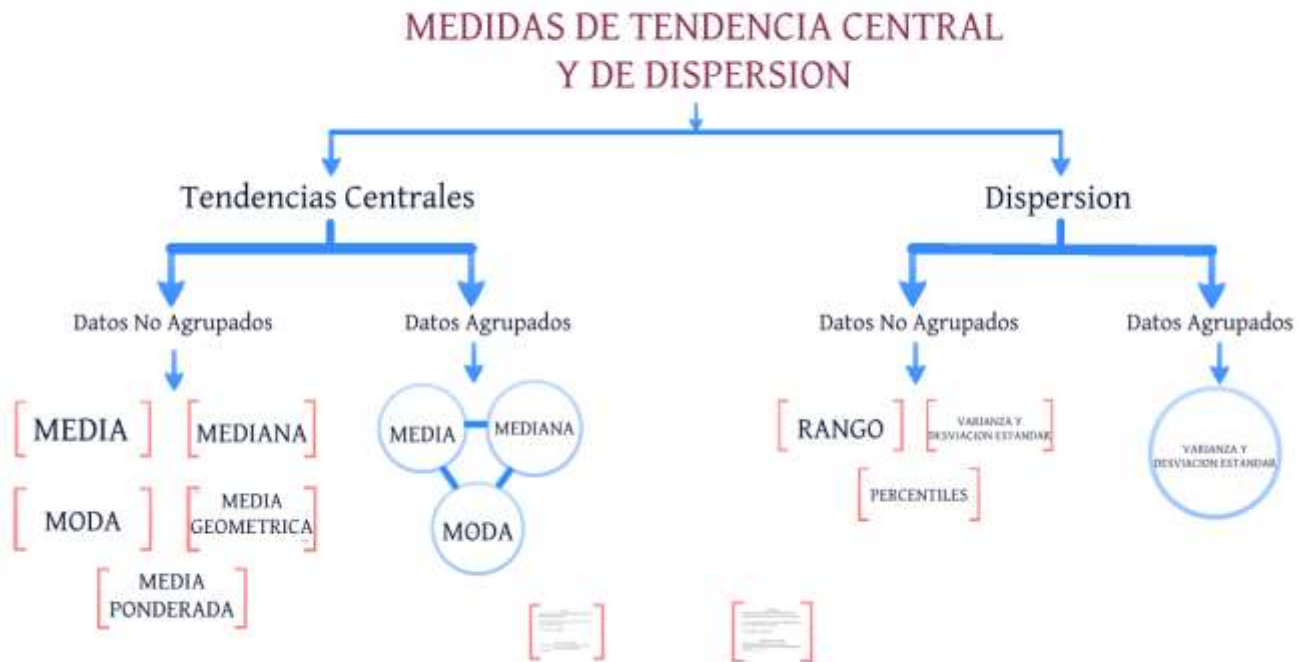 MEDIDAS DE TENDENCIA CENTRAL
Y DE DISPERSION
Tendencias Centrales
Dispersion
Datos No Agrupados
Datos Agrupados
Datos No Agrupados
Datos Agrupados
MEDIA
MEDIANA
MODA
MEDIA
GEOMETRICA
MEDIA
PONDERADA
MEDIA
MEDIANA
MODA
RANGO
VARIANZA Y
DESVIACION ESTANDAR
PERCENTILES
VARIANZA Y
DESVIACION ESTANDAR